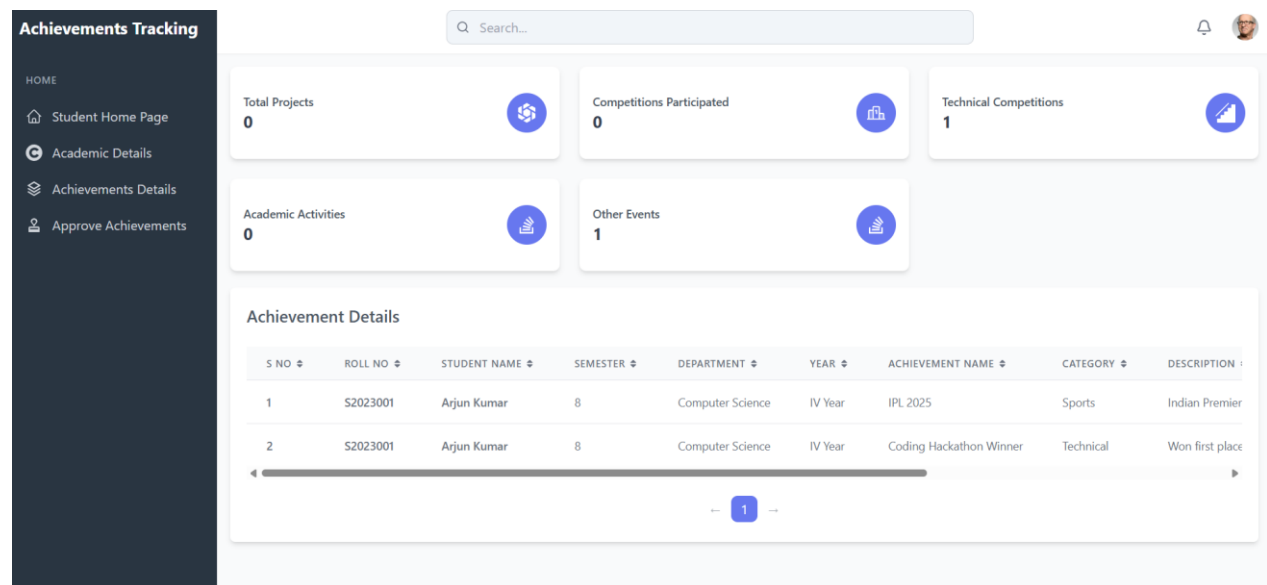 Achievements Tracking
Search...
HOME
Student Home Page
Academic Details
Achievements Details
Approve Achievements
Total Projects
0
Competitions Participated
0
Technical Competitions
1
Academic Activities
0
Other Events
1
Achievement Details
S NO ROLL NO STUDENT NAME SEMESTER DEPARTMENT YEAR ACHIEVEMENT NAME CATEGORY DESCRIPTION
1 S2023001 Arjun Kumar 8 Computer Science IV Year IPL 2025 Sports Indian Premier
2 S2023001 Arjun Kumar 8 Computer Science IV Year Coding Hackathon Winner Technical Won first place
← 1 →